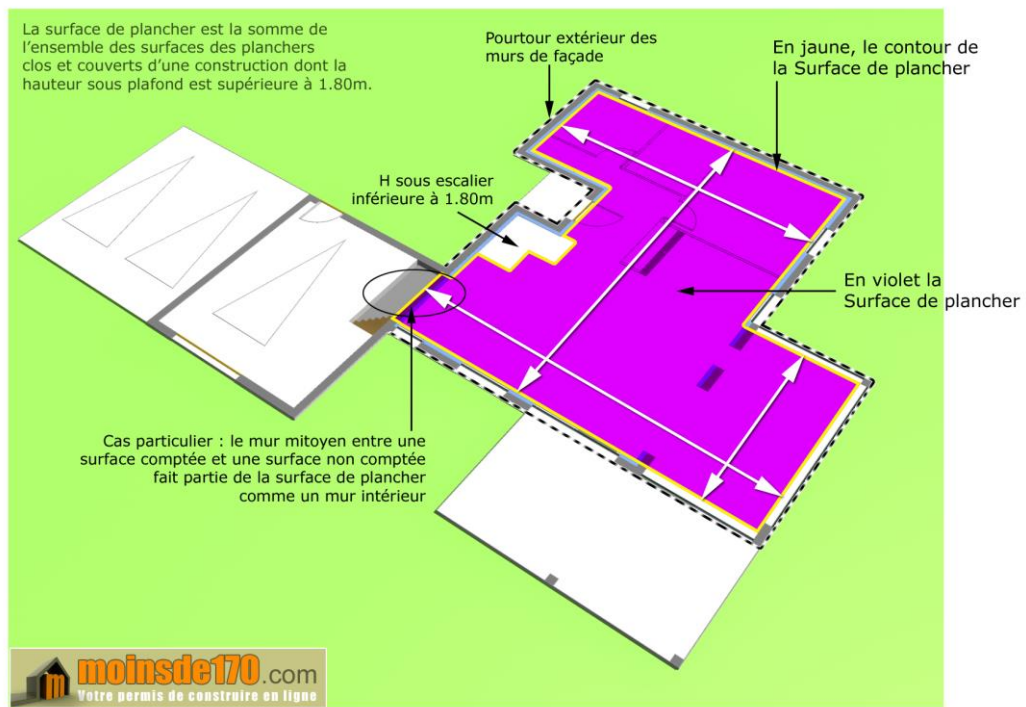 La surface de plancher est la somme de
l'ensemble des surfaces des planchers
clos et couverts d'une construction dont la
hauteur sous plafond est supérieure à 1.80m.
Pourtour extérieur des
murs de façade
En jaune, le contour de
la Surface de plancher
H sous escalier
inférieure à 1.80m
En violet la
Surface de plancher
Cas particulier : le mur mitoyen entre une
surface comptée et une surface non comptée
fait partie de la surface de plancher
comme un mur intérieur
moinsde170.com
Votre permis de construire en ligne